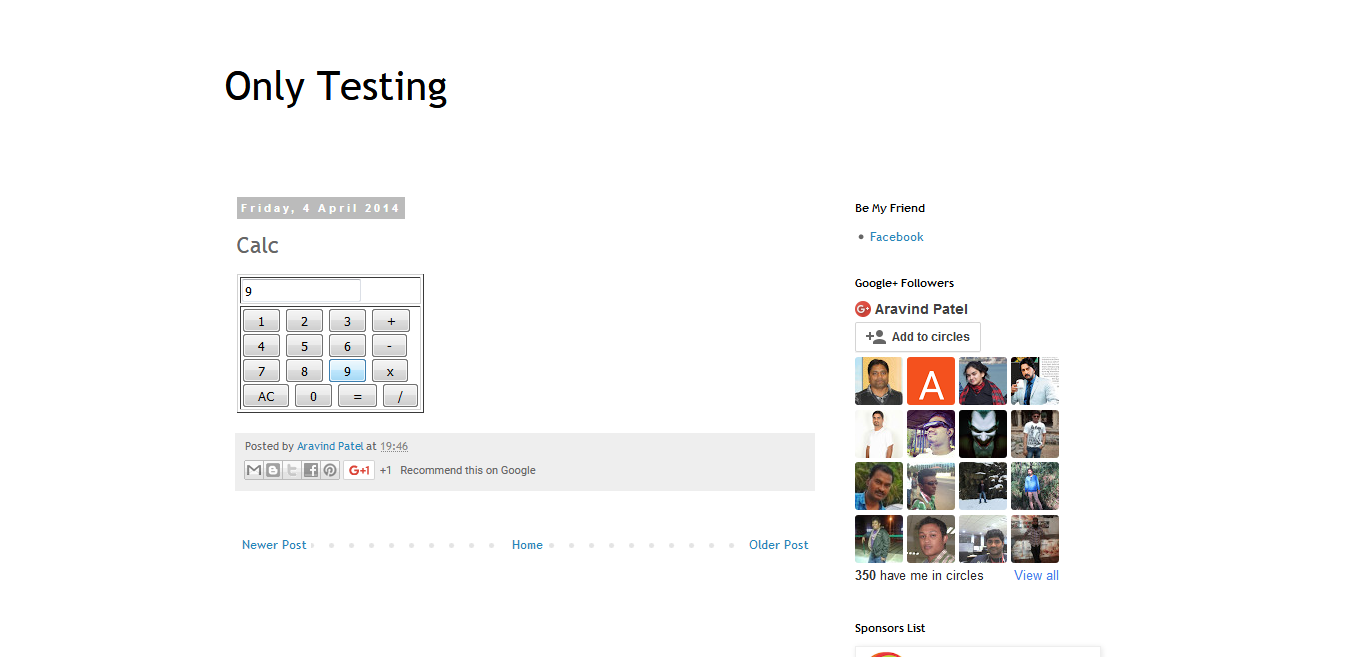 Only Testing
Friday, 4 April 2014
Calc
9
1 2 3 +
4 5 6 -
7 8 9 x
AC 0 = /
Posted by Aravind Patel at 19:46
G+1 +1 Recommend this on Google
Newer Post Home Older Post
Be My Friend
Facebook
Google+ Followers
G+ Aravind Patel
Add to circles
A
350 have me in circles View all
Sponsors List